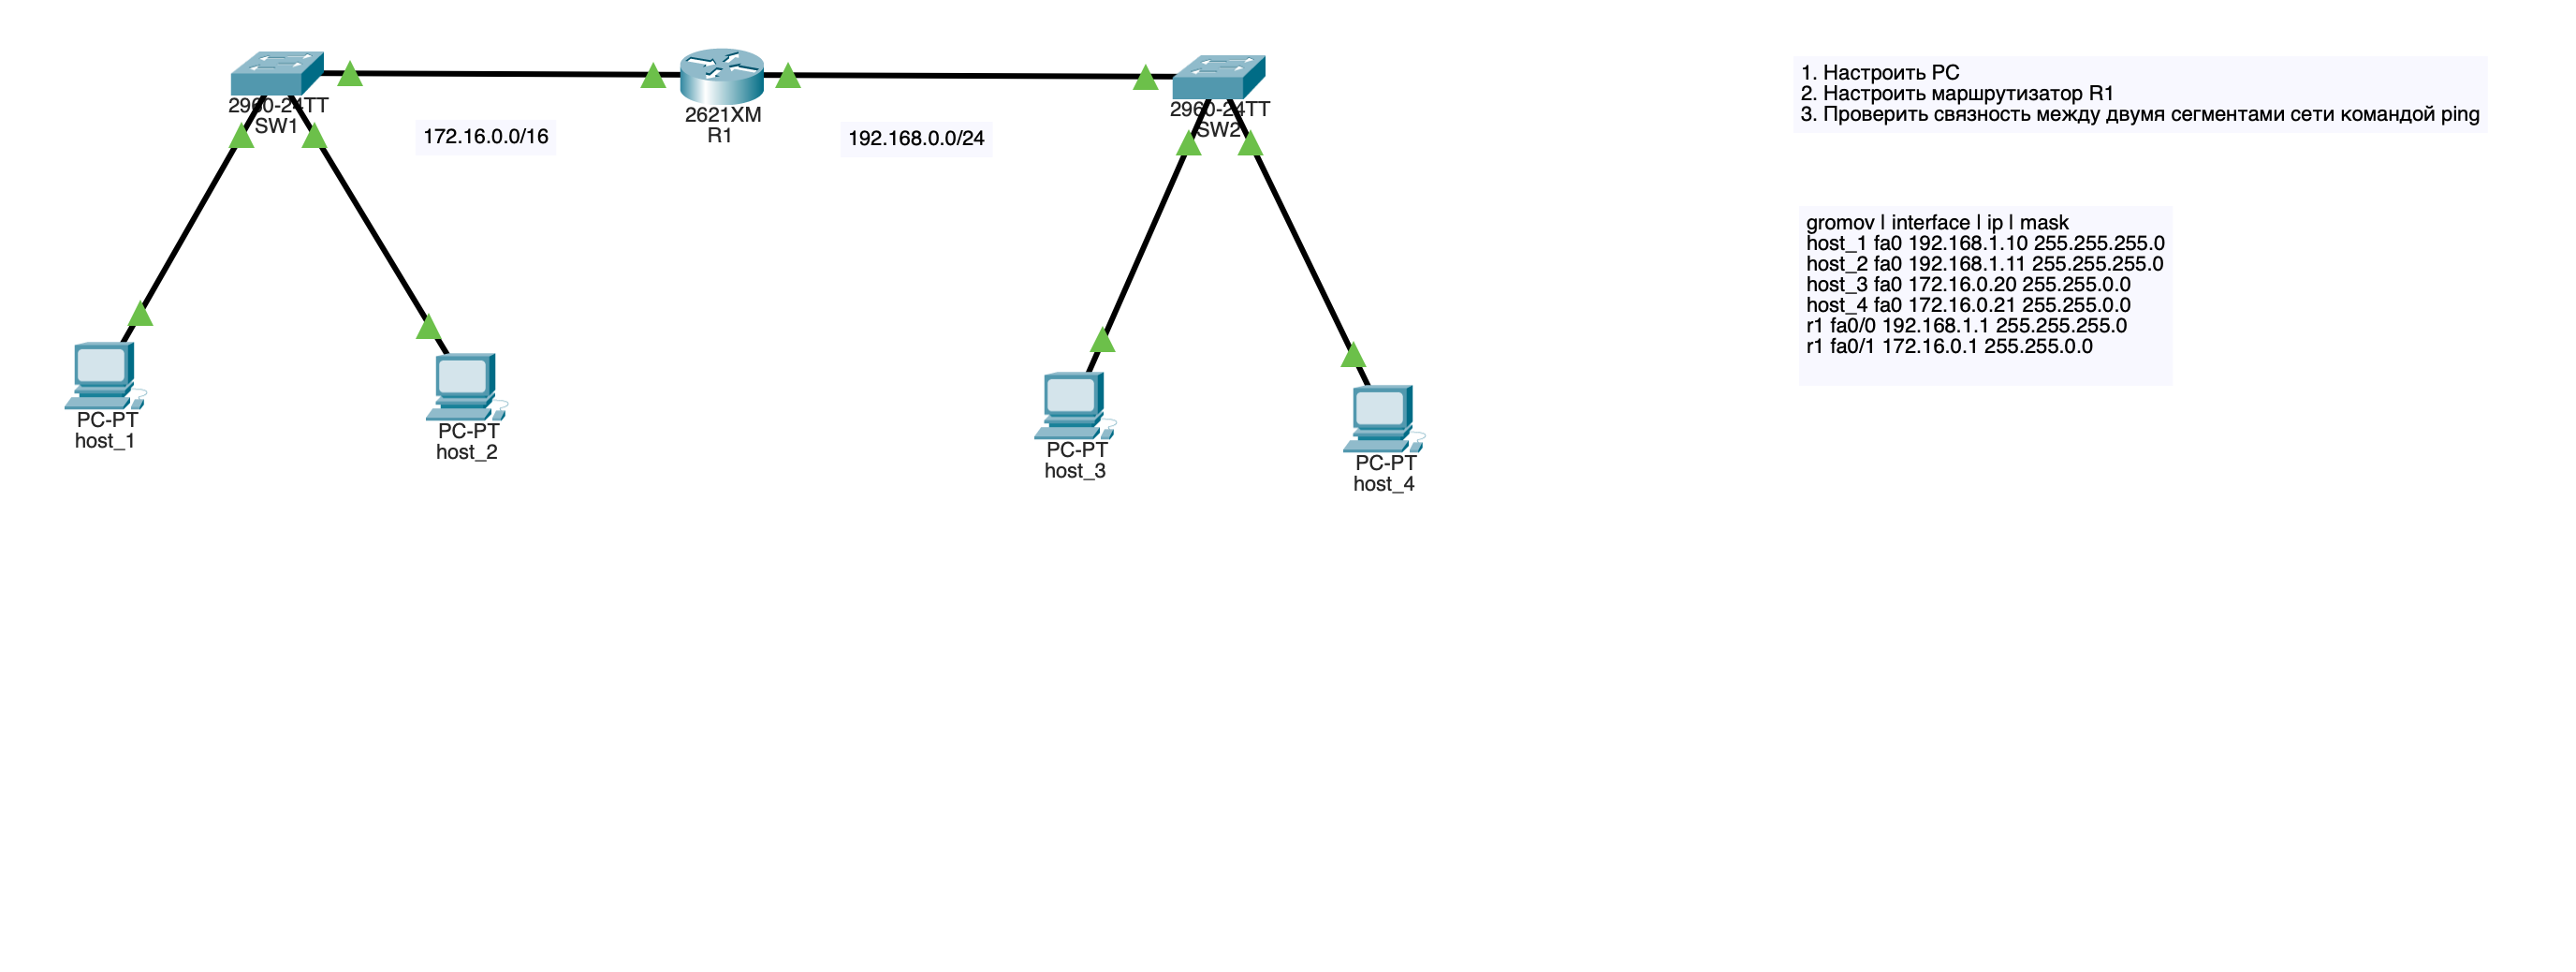 2960-24TT
SW1
172.16.0.0/16
2621XM
R1
192.168.0.0/24
2960-24TT
SW2
PC-PT
host_1
PC-PT
host_2
PC-PT
host_3
PC-PT
host_4
1. Настроить PC
2. Настроить маршрутизатор R1
3. Проверить связность между двумя сегментами сети командой ping
gromov | interface | ip | mask
host_1 fa0 192.168.1.10 255.255.255.0
host_2 fa0 192.168.1.11 255.255.255.0
host_3 fa0 172.16.0.20 255.255.0.0
host_4 fa0 172.16.0.21 255.255.0.0
r1 fa0/0 192.168.1.1 255.255.255.0
r1 fa0/1 172.16.0.1 255.255.0.0